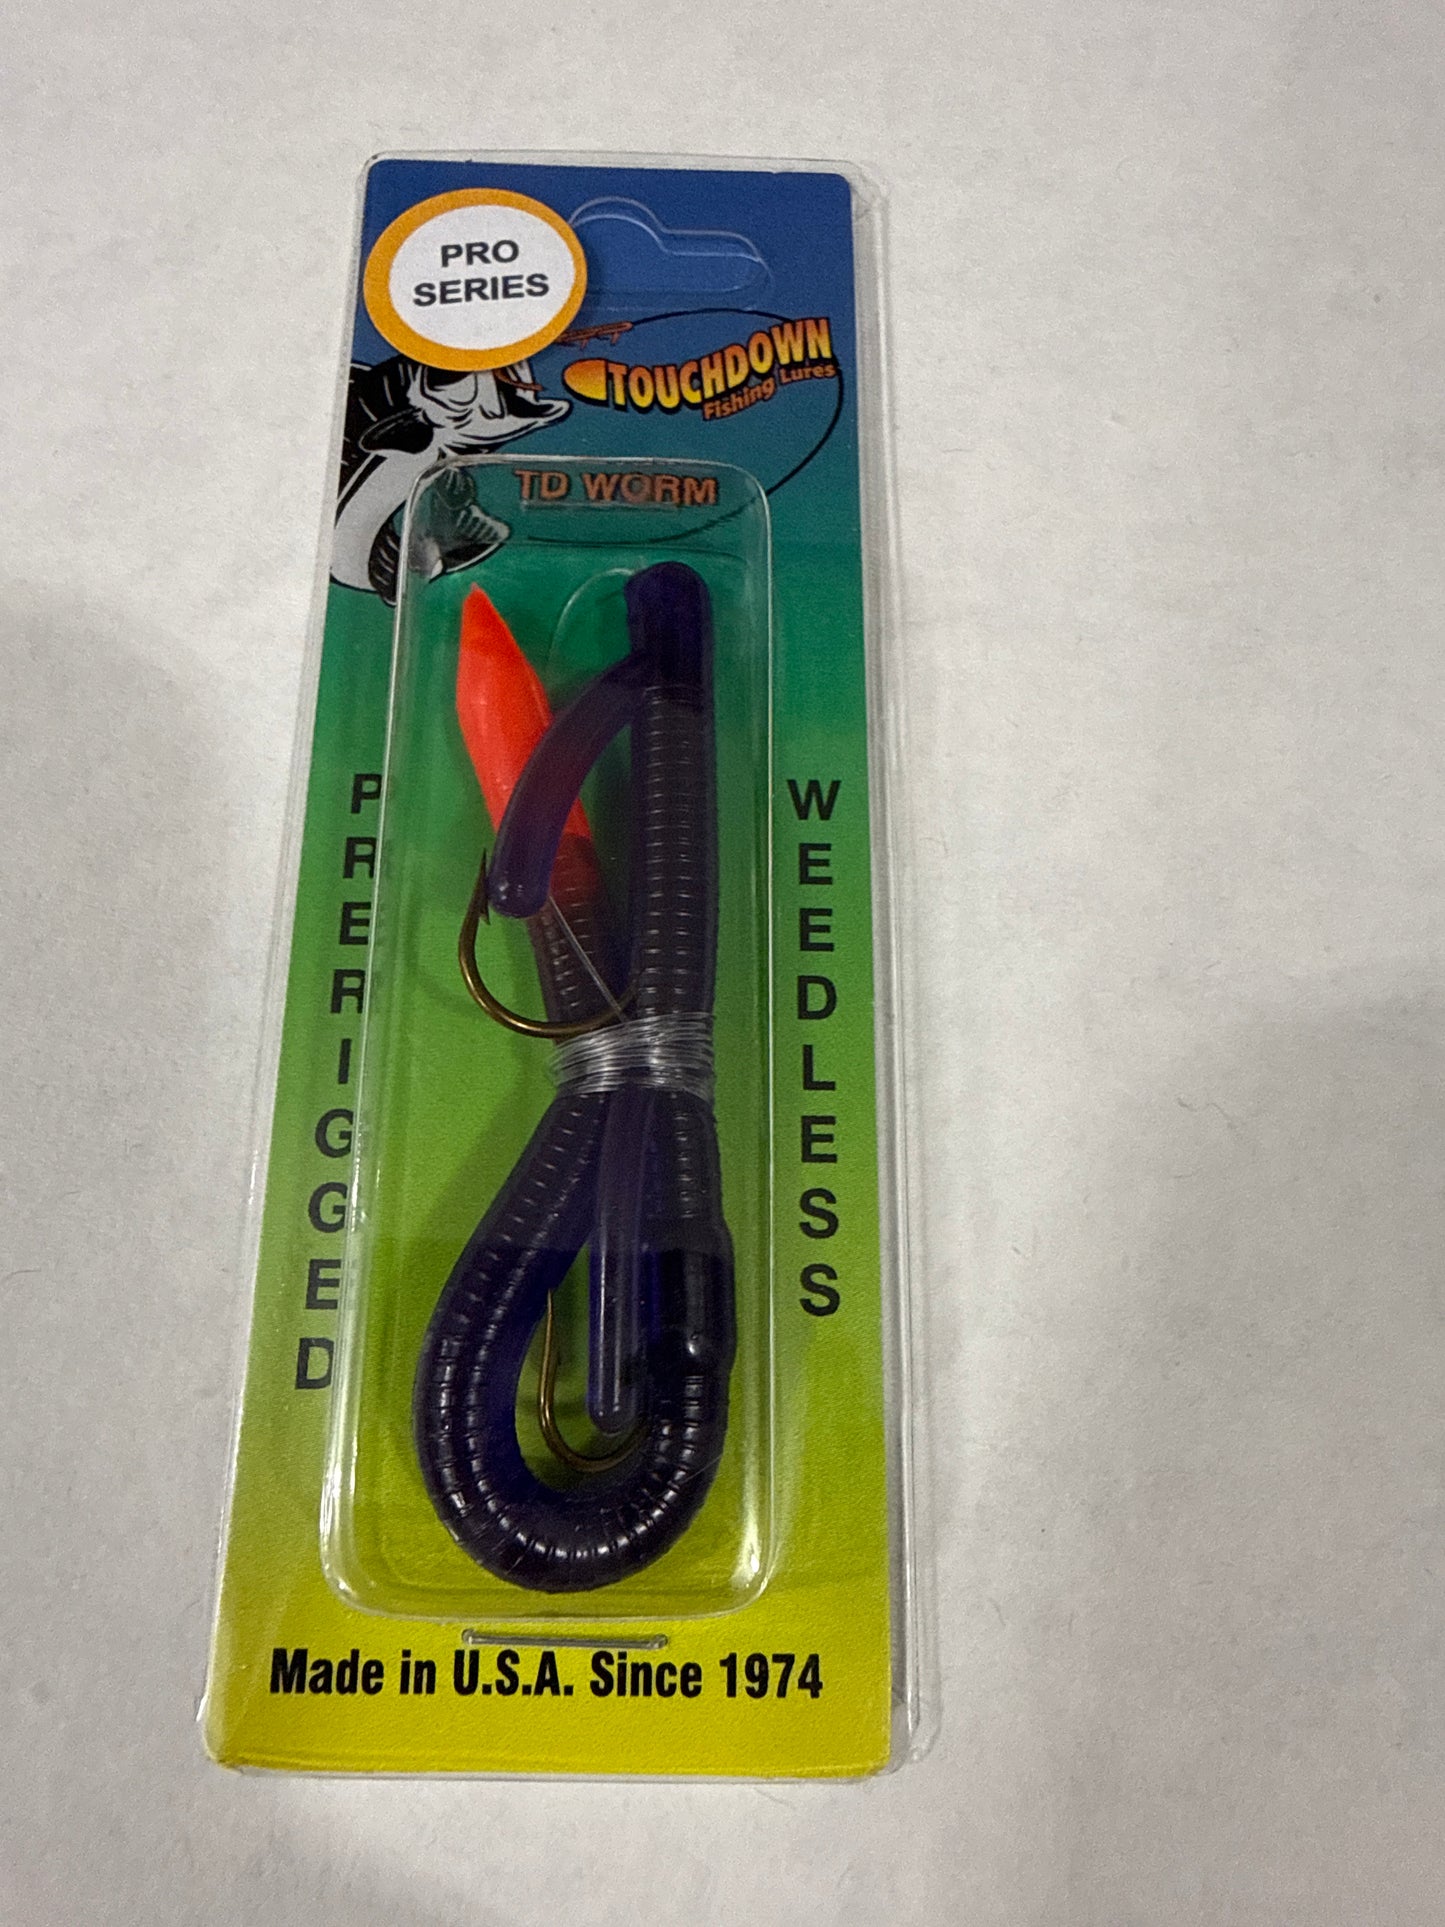 PRO
SERIES
TOUCHDOWN
Fishing Lures
TD WORM
PRERIGGED
WEEDLESS
Made in U.S.A. Since 1974